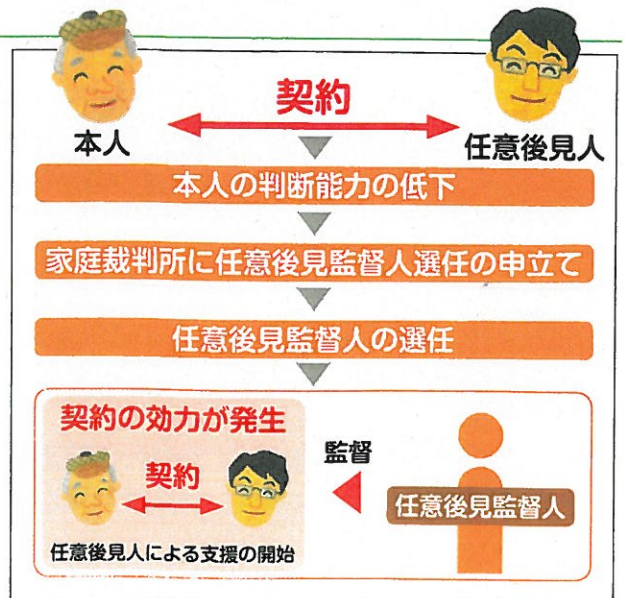 契約
本人
任意後見人
本人の判断能力の低下
家庭裁判所に任意後見監督人選任の申立て
任意後見監督人の選任
契約の効力が発生
契約
任意後見人による支援の開始
監督
任意後見監督人